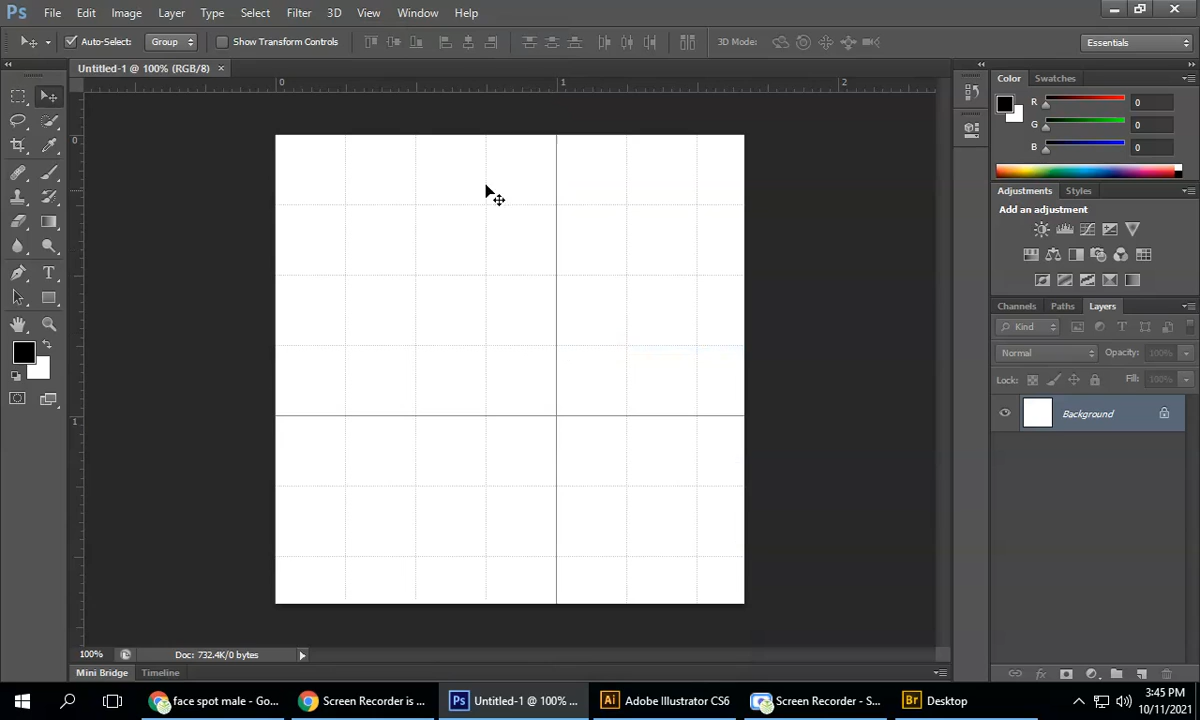 Ps File Edit Image Layer Type Select Filter 3D View Window Help
Auto-Select: Group Show Transform Controls 3D Mode: Essentials
Untitled-1 @ 100% (RGB/8) ×
0 1 2
0
1
Color Swatches
R 0
G 0
B 0
Adjustments Styles
Add an adjustment
Channels Paths Layers
Kind
Normal Opacity: 100%
Lock: Fill: 100%
Background
100% Doc: 732.4K/0 bytes
Mini Bridge Timeline
face spot male - Go... Screen Recorder is ... Ps Untitled-1 @ 100% ... Ai Adobe Illustrator CS6 Screen Recorder - S... Br Desktop
3:45 PM
10/11/2021